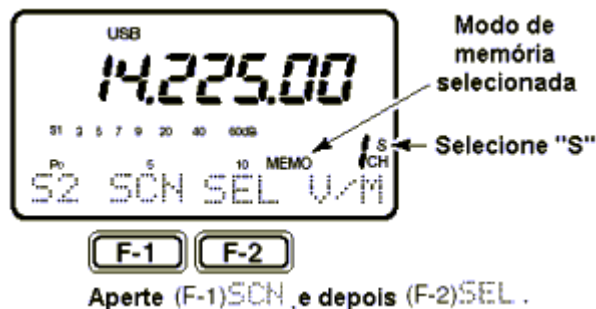 USB
14.225.00
Modo de
memória
selecionada
S1 3 5 7 9 20 40 60dB
1 S
CH
Selecione "S"
Po 5 10 MEMO
S2 SCN SEL V/M
F-1 F-2
Aperte (F-1)SCN ,e depois (F-2)SEL .